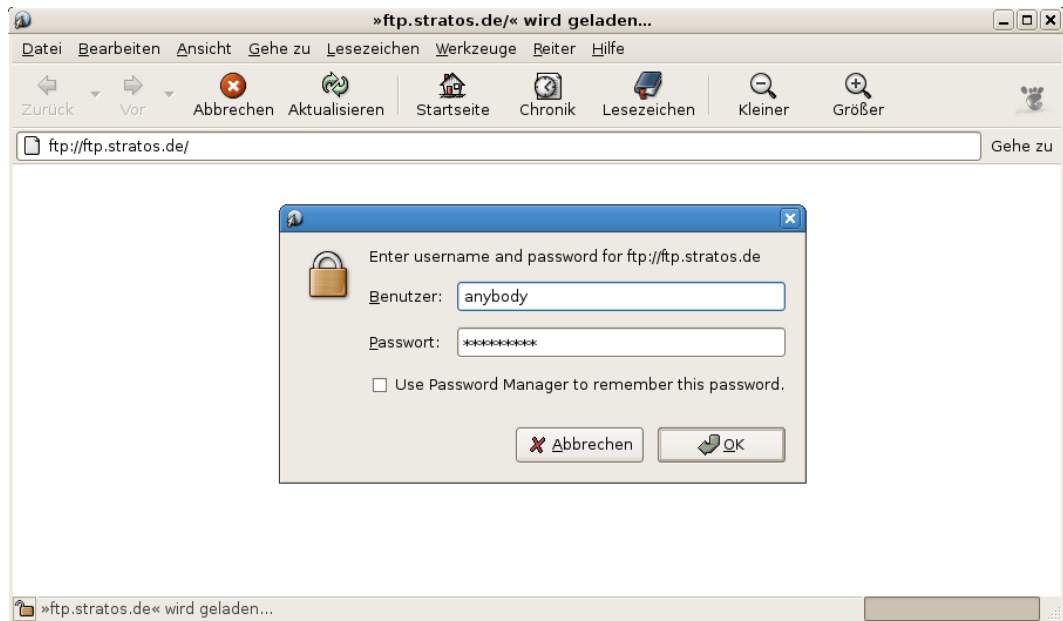 »ftp.stratos.de/« wird geladen...
Datei Bearbeiten Ansicht Gehe zu Lesezeichen Werkzeuge Reiter Hilfe
Zurück Vor Abbrechen Aktualisieren Startseite Chronik Lesezeichen Kleiner Größer
ftp://ftp.stratos.de/ Gehe zu
Enter username and password for ftp://ftp.stratos.de
Benutzer: anybody
Passwort: **********
Use Password Manager to remember this password.
Abbrechen OK
»ftp.stratos.de« wird geladen...